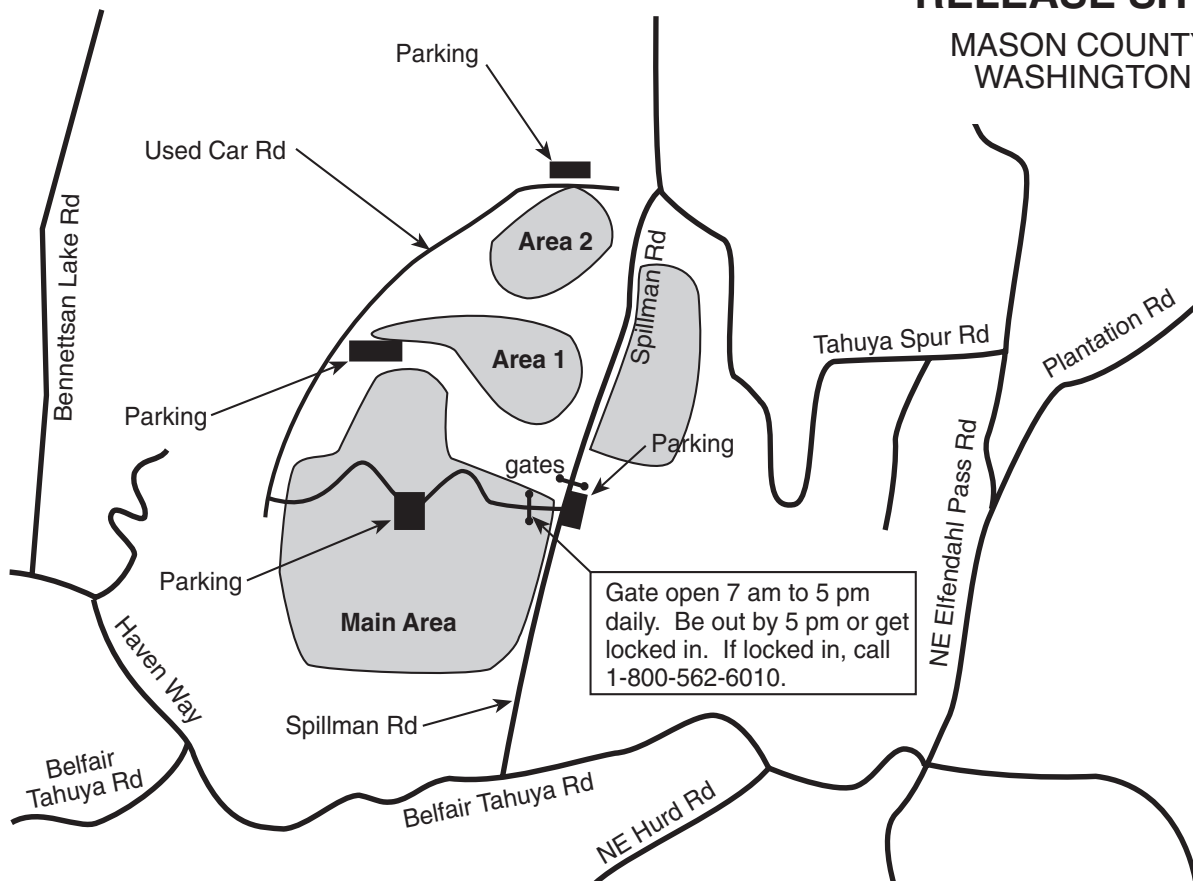 MASON COUNTY
WASHINGTON
Parking
Used Car Rd
Bennettsan Lake Rd
Area 2
Spillman Rd
Tahuya Spur Rd
Plantation Rd
Area 1
Parking
Parking
gates
NE Elfendahl Pass Rd
Parking
Main Area
Gate open 7 am to 5 pm
daily. Be out by 5 pm or get
locked in. If locked in, call
1-800-562-6010.
Haven Way
Spillman Rd
Belfair
Tahuya Rd
Belfair Tahuya Rd
NE Hurd Rd